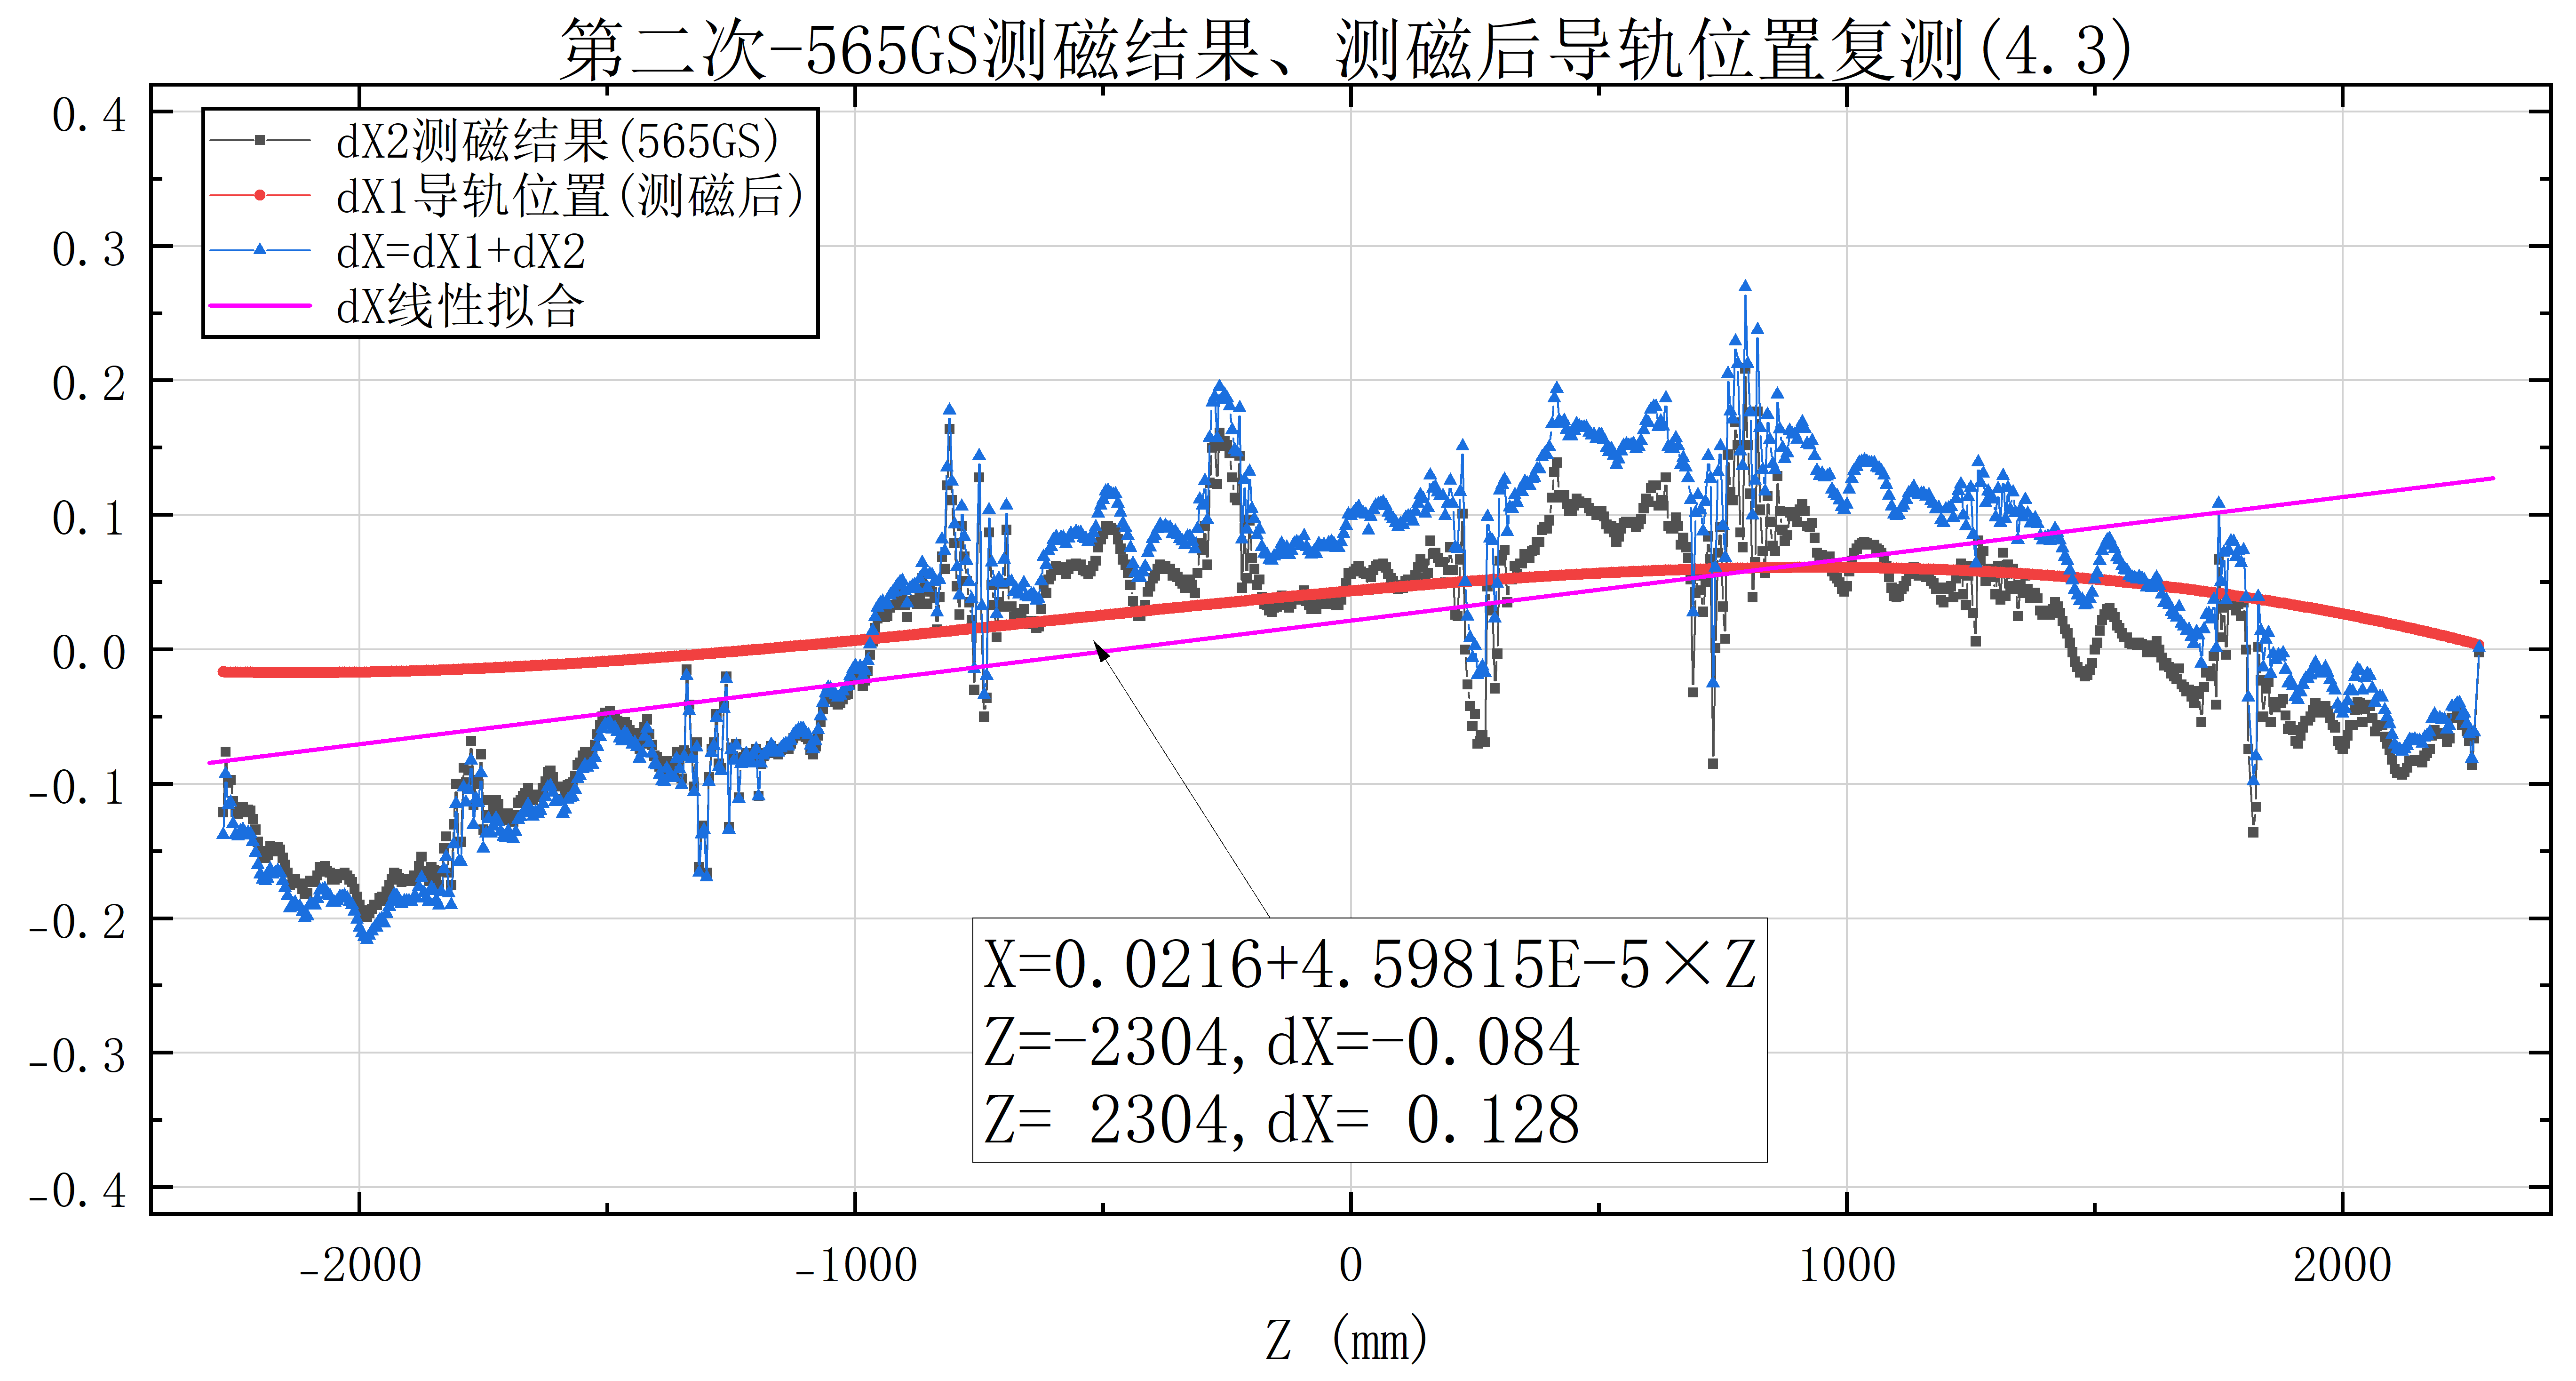 第二次-565GS测磁结果、测磁后导轨位置复测(4.3)
0.4
0.3
0.2
0.1
0.0
-0.1
-0.2
-0.3
-0.4
dX2测磁结果(565GS)
dX1导轨位置(测磁后)
dX=dX1+dX2
dX线性拟合
X=0.0216+4.59815E-5×Z
Z=-2304,dX=-0.084
Z= 2304,dX= 0.128
-2000
-1000
0
1000
2000
Z (mm)